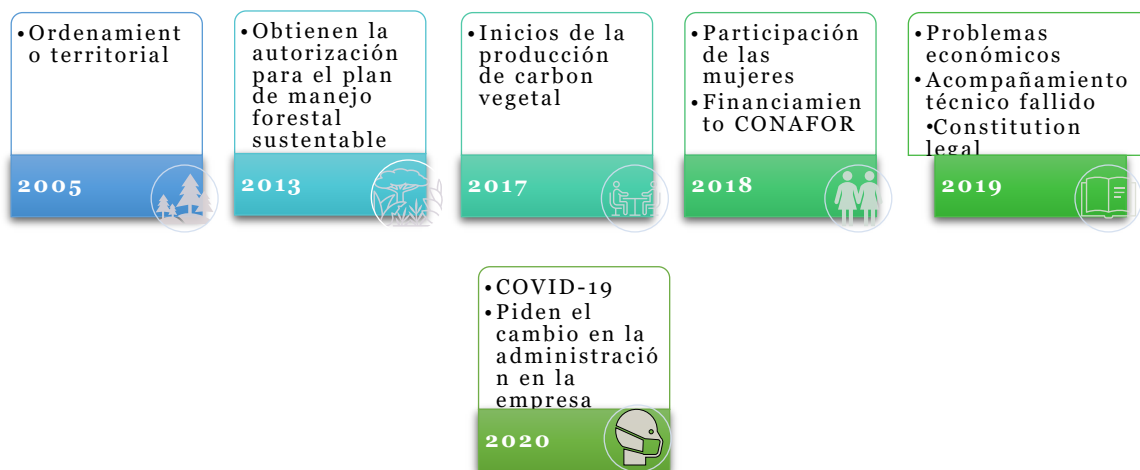 •Ordenamient
o territorial
2005
•Obtienen la
autorización
para el plan
de manejo
forestal
sustentable
2013
•Inicios de la
producción
de carbon
vegetal
2017
•Participación
de las
mujeres
•Financiamien
to CONAFOR
2018
•Problemas
económicos
•Acompañamiento
técnico fallido
•Constitution
legal
2019
•COVID-19
•Piden el
cambio en la
administració
n en la
empresa
2020